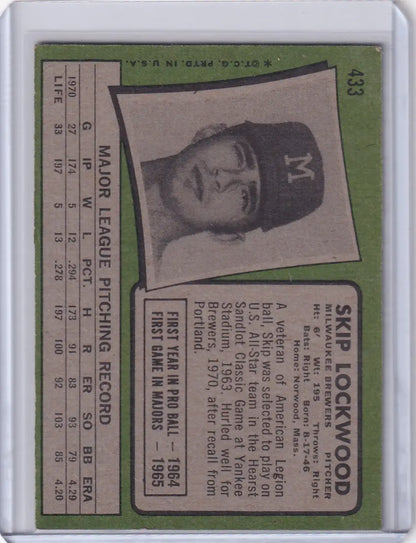 433
SKIP LOCKWOOD
MILWAUKEE BREWERS PITCHER
Ht: 6' Wt: 195 Throws: Right
Bats: Right Born: 8-17-46
Home: Norwood, Mass.
A veteran of American Legion
ball, Skip was selected to play on
U.S. All-Star team in the Hearst
Sandlot Classic Game at Yankee
Stadium, 1963. Hurled well for
Brewers, 1970, after recall from
Portland.
FIRST YEAR IN PRO BALL — 1964
FIRST GAME IN MAJORS — 1965
M
*©T.C.G. PRTD. IN U.S.A.
MAJOR LEAGUE PITCHING RECORD
G IP W L PCT. H R ER SO BB ERA
1970 27 174 5 12 .294 173 91 83 93 79 4.29
LIFE 33 197 5 13 .278 197 100 92 103 85 4.20